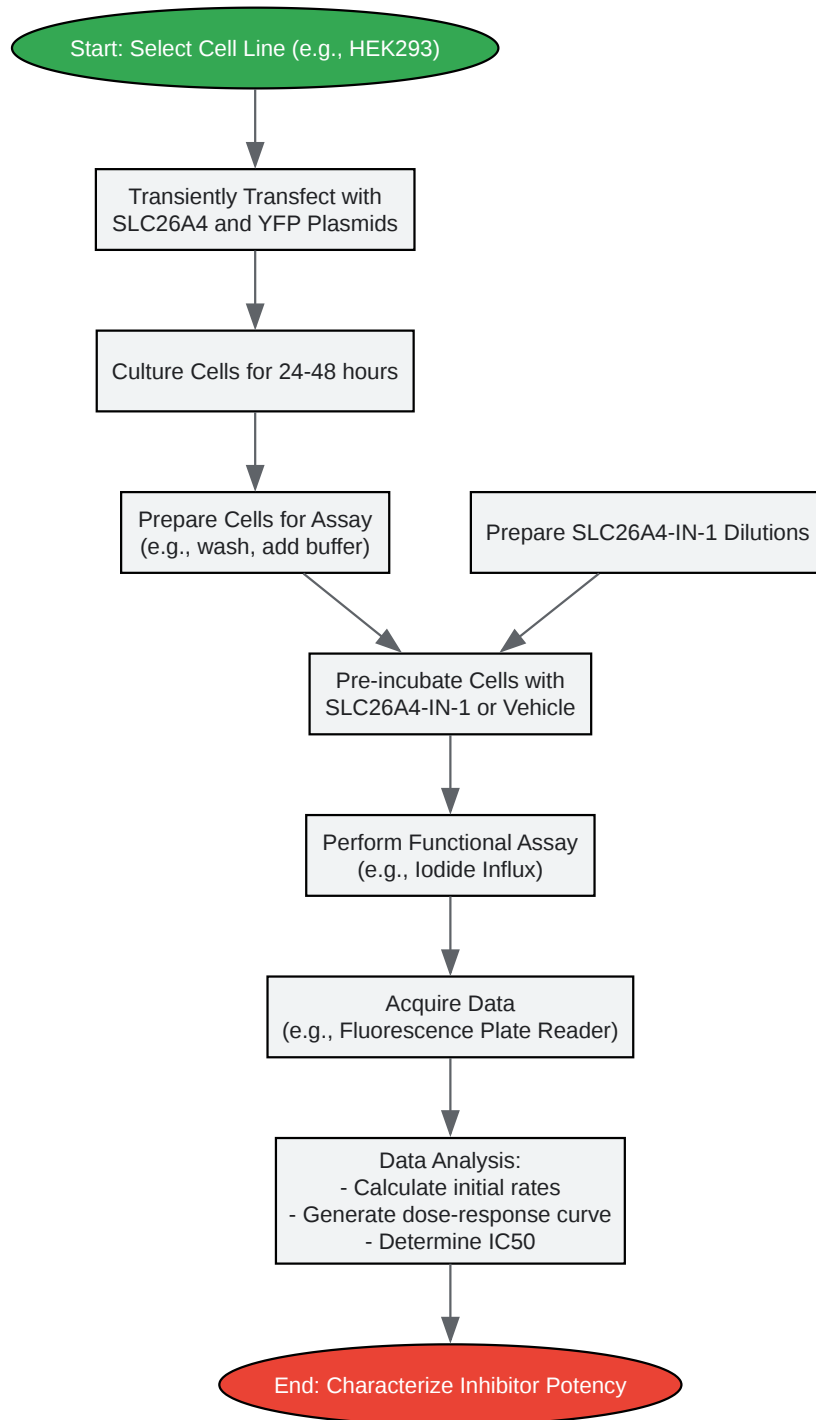 Start: Select Cell Line (e.g., HEK293)
Transiently Transfect with
SLC26A4 and YFP Plasmids
Culture Cells for 24-48 hours
Prepare Cells for Assay
(e.g., wash, add buffer)
Prepare SLC26A4-IN-1 Dilutions
Pre-incubate Cells with
SLC26A4-IN-1 or Vehicle
Perform Functional Assay
(e.g., Iodide Influx)
Acquire Data
(e.g., Fluorescence Plate Reader)
Data Analysis:
- Calculate initial rates
- Generate dose-response curve
- Determine IC50
End: Characterize Inhibitor Potency